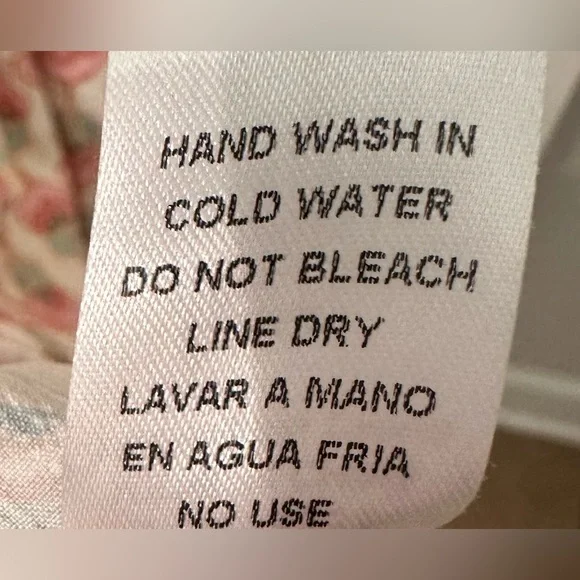 HAND WASH IN
COLD WATER
DO NOT BLEACH
LINE DRY
LAVAR A MANO
EN AGUA FRIA
NO USE